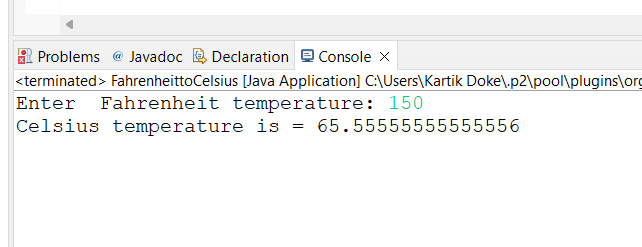 Problems @ Javadoc Declaration Console
<terminated> FahrenheittoCelsius [Java Application] C:\Users\Kartik Doke\.p2\pool\plugins\org
Enter  Fahrenheit temperature: 150
Celsius temperature is = 65.55555555555556